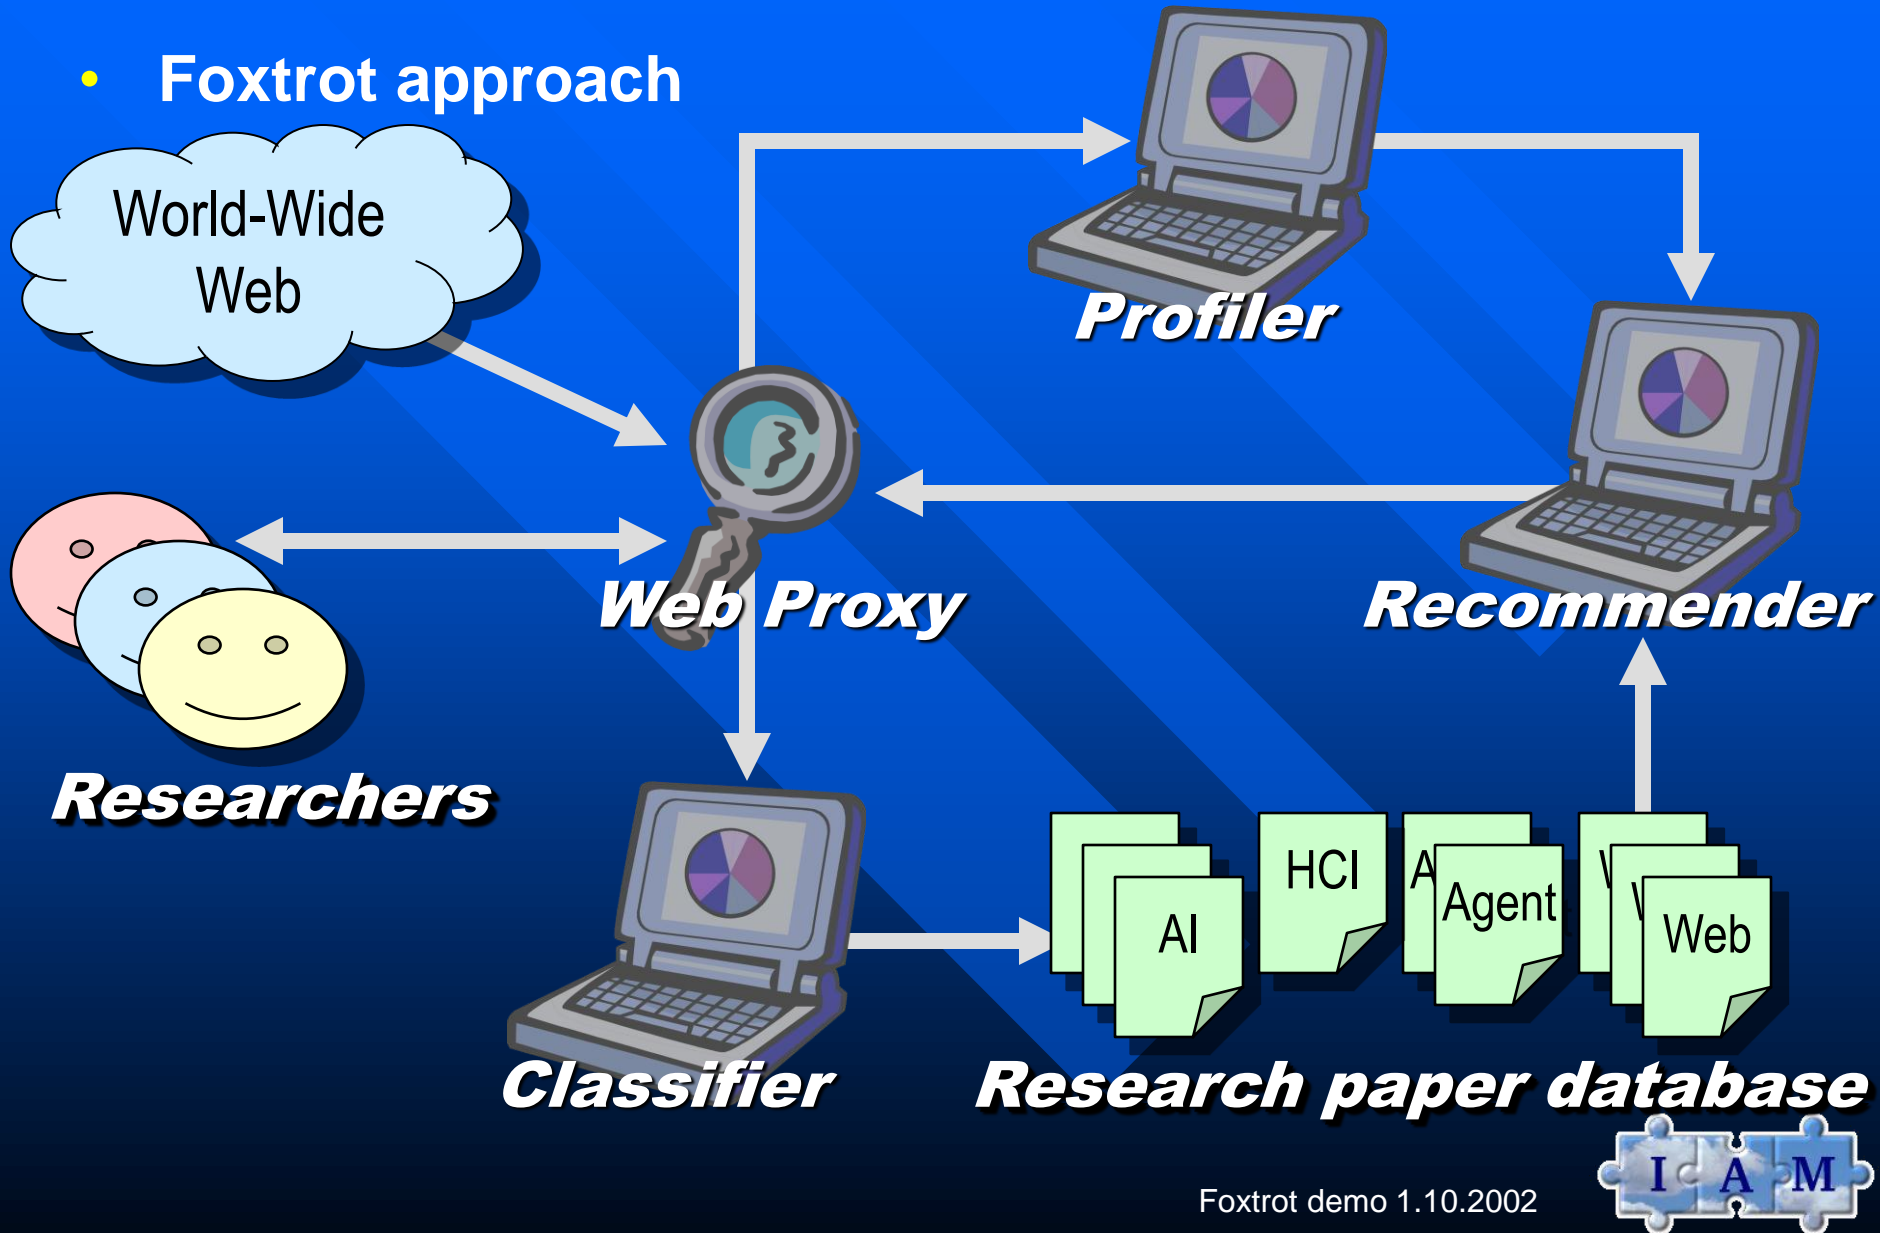 • Foxtrot approach
World-Wide
Web
Profiler
Web Proxy
Recommender
Researchers
HCI
A
Agent
AI
W
W
Web
Classifier
Research paper database
Foxtrot demo 1.10.2002
I A M